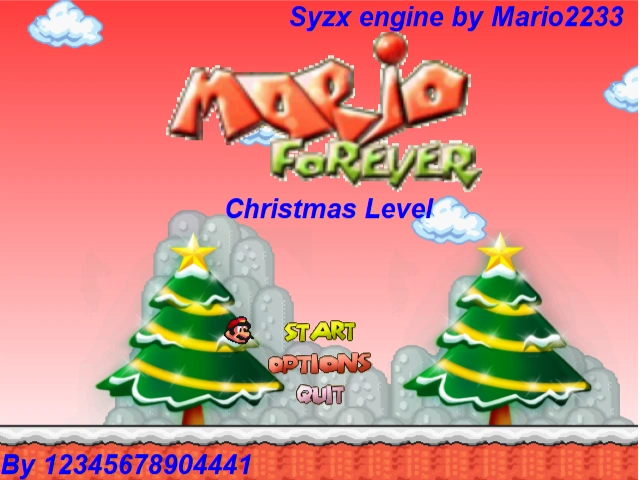 Syzx engine by Mario2233
MARIO
FOREVER
Christmas Level
START
OPTIONS
QUIT
By 12345678904441